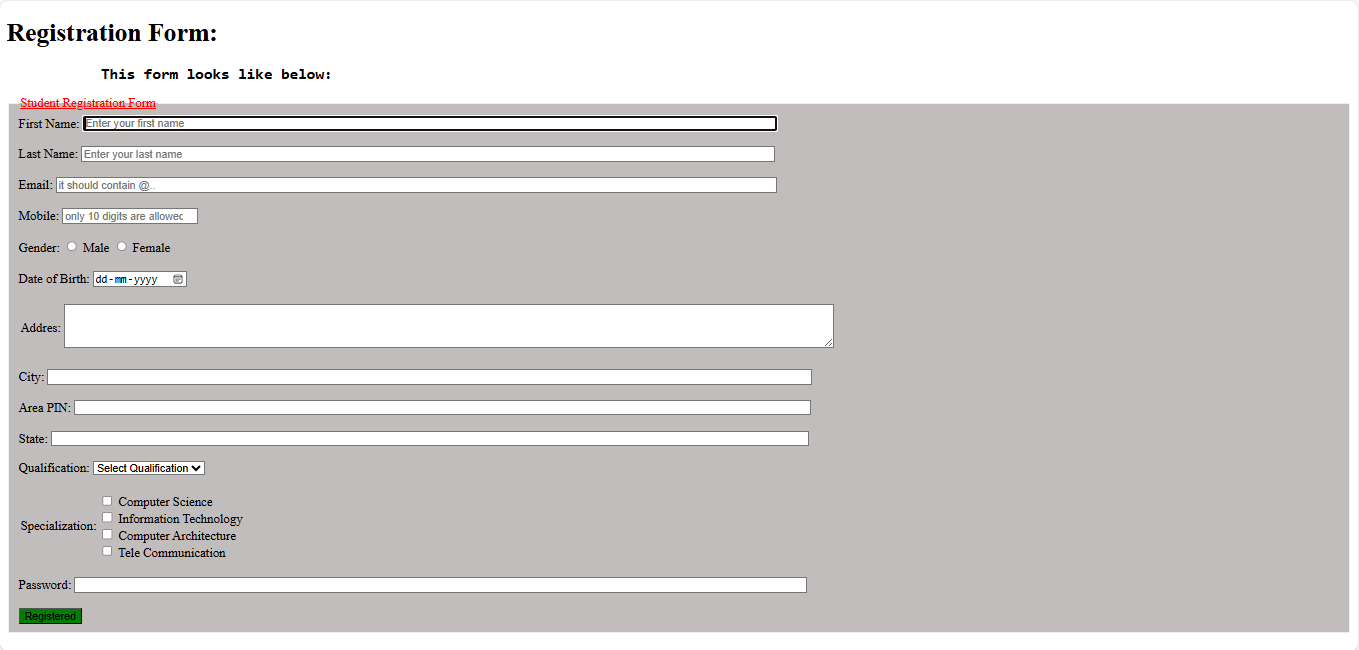 Registration Form:
This form looks like below:
Student Registration Form
First Name: Enter your first name
Last Name: Enter your last name
Email: it should contain @..
Mobile: only 10 digits are allowed
Gender: Male Female
Date of Birth: dd-mm-yyyy
Addres:
City:
Area PIN:
State:
Qualification: Select Qualification
Computer Science
Information Technology
Specialization:
Computer Architecture
Tele Communication
Password:
Registered